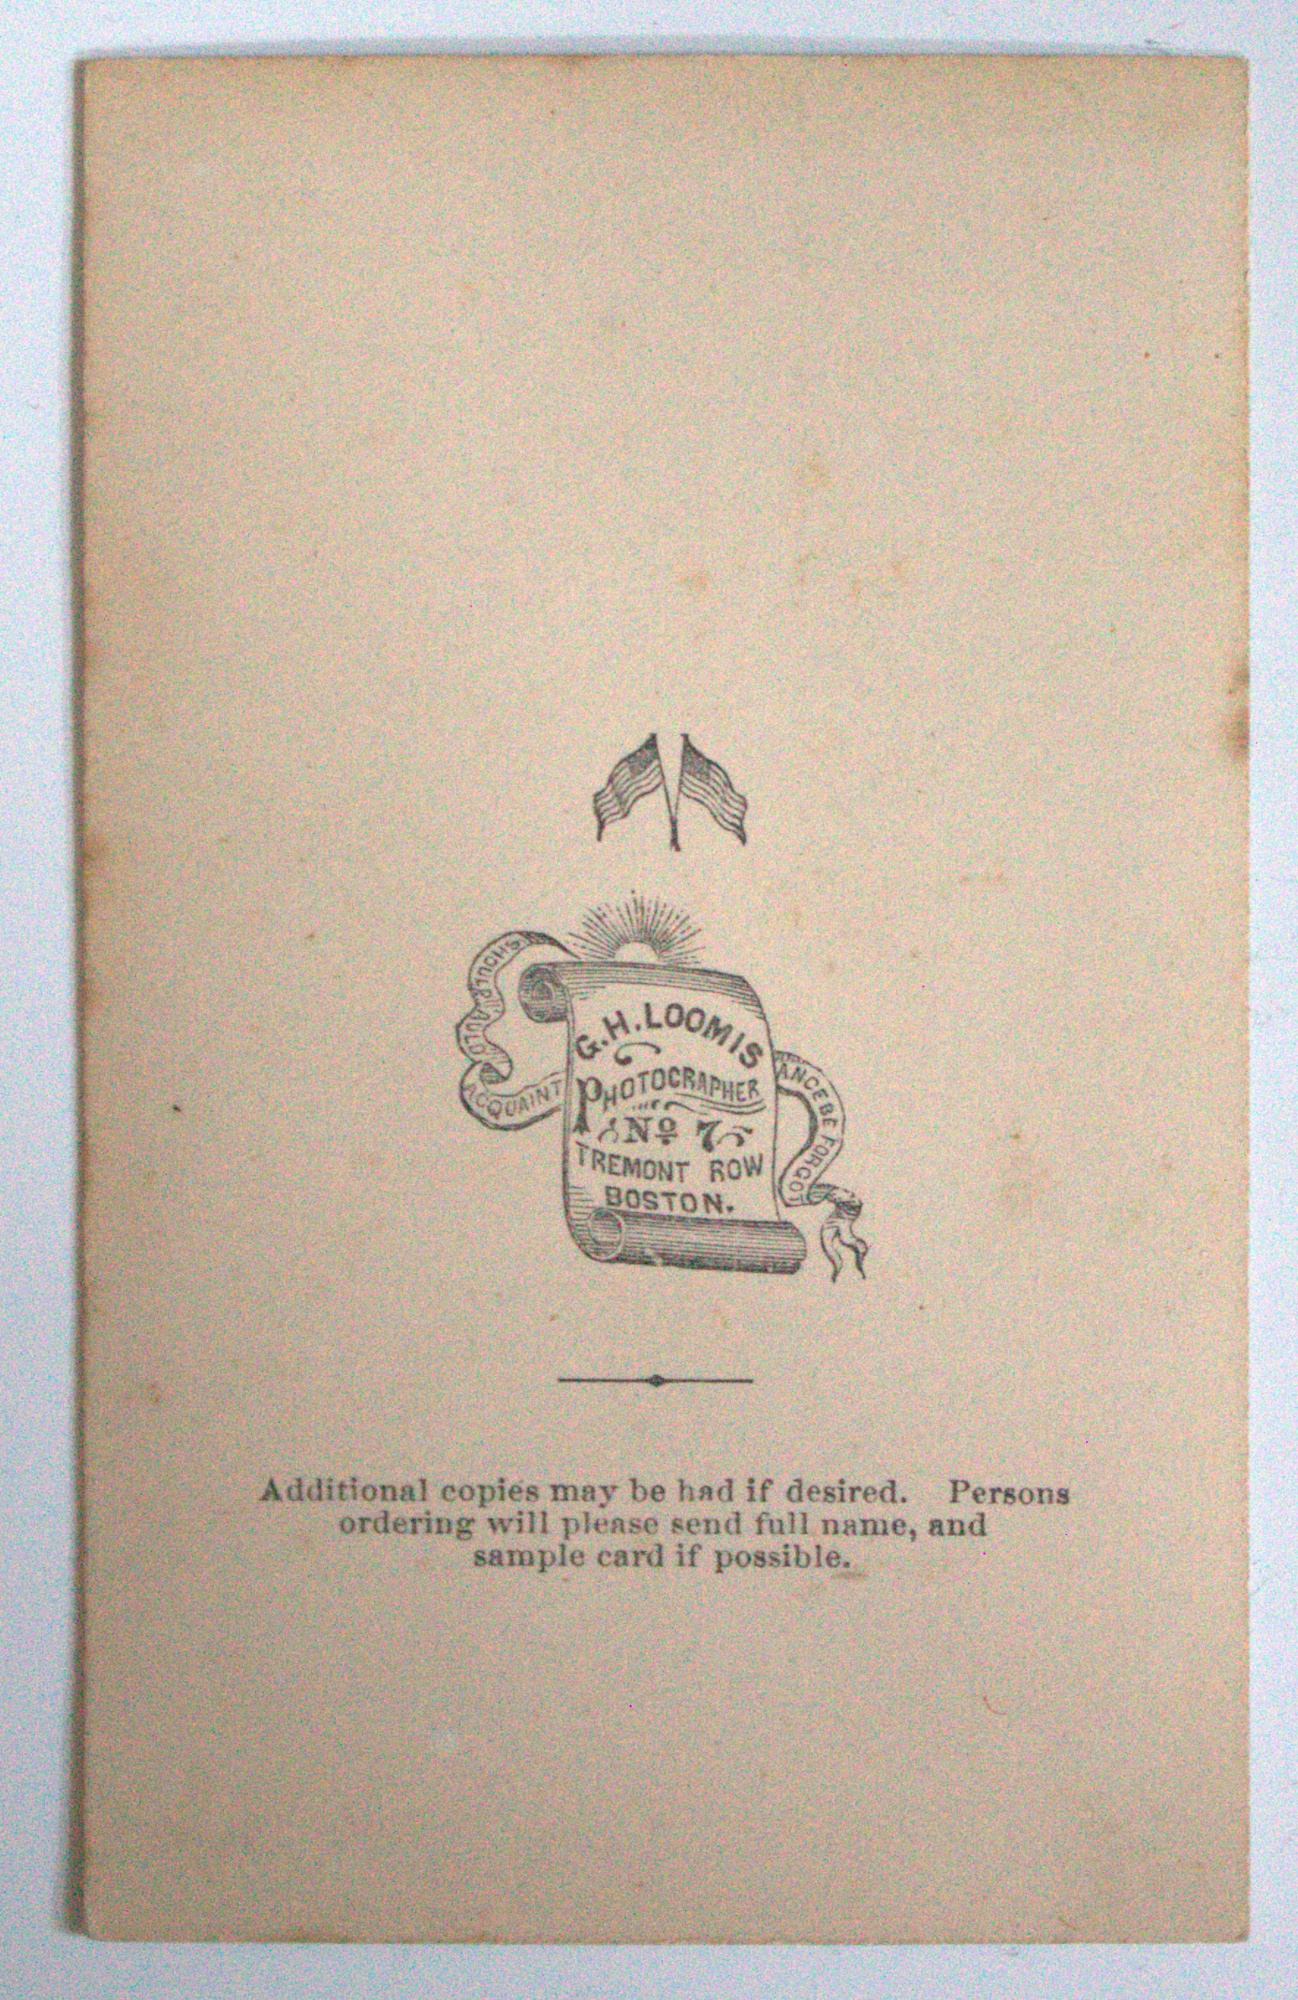 SHOULD AULD
ACQUAINT
ANCE BE FORGOT
G. H. LOOMIS
PHOTOGRAPHER
No 7
TREMONT ROW
BOSTON.
Additional copies may be had if desired. Persons
ordering will please send full name, and
sample card if possible.